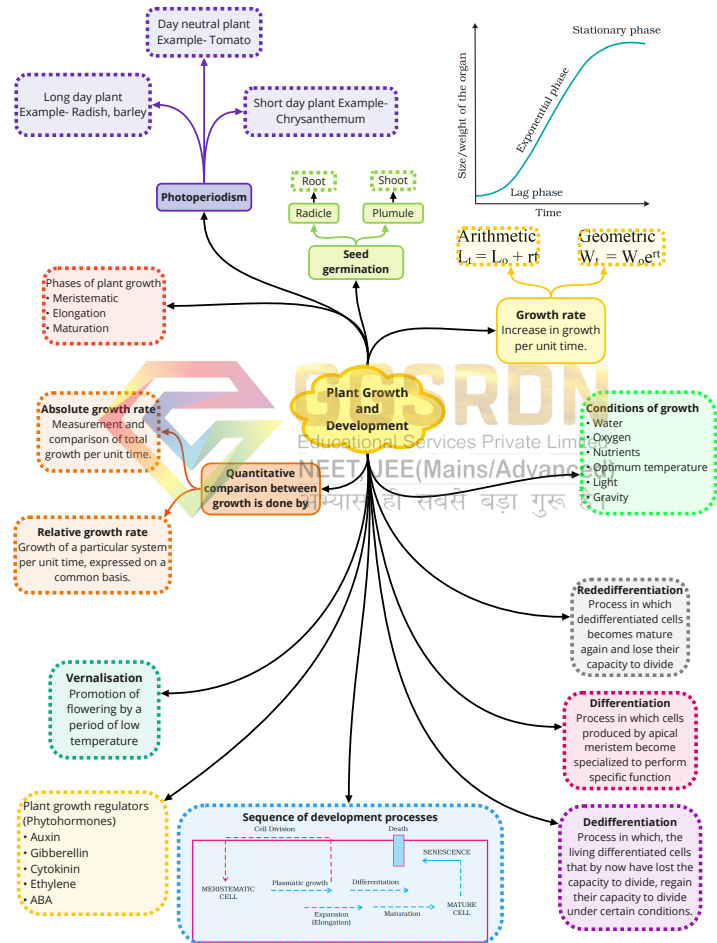 Day neutral plant
Example- Tomato
Long day plant
Example- Radish, barley
Short day plant Example-
Chrysanthemum
Photoperiodism
Stationary phase
Exponential phase
Lag phase
Size/weight of the organ
Time
Root
Shoot
Radicle
Plumule
Seed
germination
Arithmetic
Lt = Lo + rt
Geometric
Wt = Woe^rt
Growth rate
Increase in growth
per unit time.
Phases of plant growth
• Meristematic
• Elongation
• Maturation
Plant Growth
and
Development
GGSRDN
Educational Services Private Limited
NEET/JEE(Mains/Advanced)
अभ्यास ही सबसे बड़ा गुरू है।
Absolute growth rate
Measurement and
comparison of total
growth per unit time.
Quantitative
comparison between
growth is done by
Relative growth rate
Growth of a particular system
per unit time, expressed on a
common basis.
Conditions of growth
• Water
• Oxygen
• Nutrients
• Optimum temperature
• Light
• Gravity
Rededifferentiation
Process in which
dedifferentiated cells
becomes mature
again and lose their
capacity to divide
Vernalisation
Promotion of
flowering by a
period of low
temperature
Differentiation
Process in which cells
produced by apical
meristem become
specialized to perform
specific function
Plant growth regulators
(Phytohormones)
• Auxin
• Gibberellin
• Cytokinin
• Ethylene
• ABA
Sequence of development processes
Cell Division
Death
SENESCENCE
MERISTEMATIC
CELL
Plasmatic growth
Differentiation
Expansion
(Elongation)
Maturation
MATURE
CELL
Dedifferentiation
Process in which, the
living differentiated cells
that by now have lost the
capacity to divide, regain
their capacity to divide
under certain conditions.